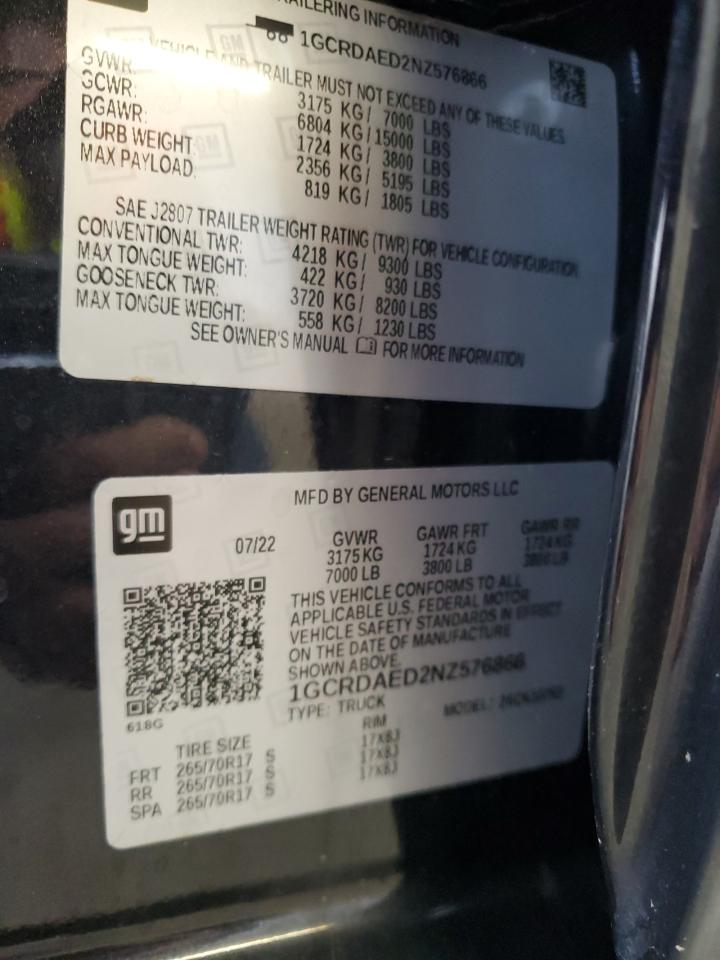 TRAILERING INFORMATION
1GCRDAED2NZ576866
VEHICLE AND TRAILER MUST NOT EXCEED ANY OF THESE VALUES
GVWR: 3175 KG/ 7000 LBS
GCWR: 6804 KG/15000 LBS
RGAWR: 1724 KG/ 3800 LBS
CURB WEIGHT: 2356 KG/ 5195 LBS
MAX PAYLOAD: 819 KG/ 1805 LBS
SAE J2807 TRAILER WEIGHT RATING (TWR) FOR VEHICLE CONFIGURATION
CONVENTIONAL TWR: 4218 KG/ 9300 LBS
MAX TONGUE WEIGHT: 422 KG/ 930 LBS
GOOSENECK TWR: 3720 KG/ 8200 LBS
MAX TONGUE WEIGHT: 558 KG/ 1230 LBS
SEE OWNER'S MANUAL FOR MORE INFORMATION
gm
MFD BY GENERAL MOTORS LLC
07/22 GVWR GAWR FRT GAWR RR
3175 KG 1724 KG 1724 KG
7000 LB 3800 LB 3800 LB
THIS VEHICLE CONFORMS TO ALL
APPLICABLE U.S. FEDERAL MOTOR
VEHICLE SAFETY STANDARDS IN EFFECT
ON THE DATE OF MANUFACTURE
SHOWN ABOVE.
1GCRDAED2NZ576866
TYPE: TRUCK MODEL:
618G
TIRE SIZE RIM
FRT 265/70R17 S 17X8J
RR 265/70R17 S 17X8J
SPA 265/70R17 S 17X8J